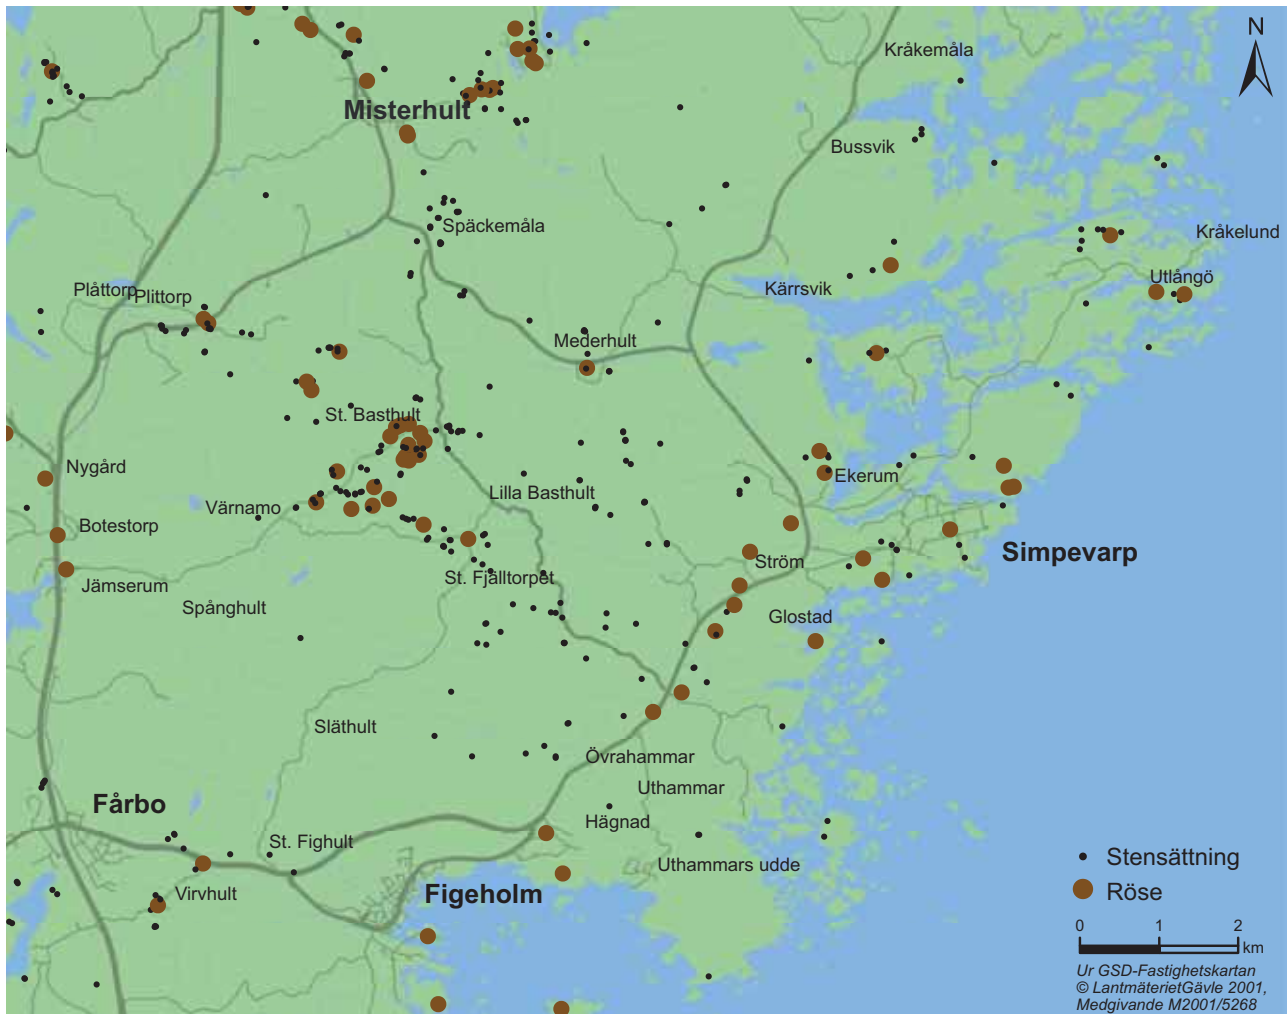 N
Kråkemåla
Misterhult
Bussvik
Späckemåla
Kråkelund
Utlångö
Kärrsvik
Plåttorp
Plittorp
Mederhult
St. Basthult
Nygård
Ekerum
Lilla Basthult
Värnamo
Botestorp
Simpevarp
Ström
St. Fjälltorpet
Jämserum
Spånghult
Glostad
Släthult
Övrahammar
Uthammar
Fårbo
Hägnad
St. Fighult
Uthammars udde
Virvhult
Figeholm
Stensättning
Röse
0 1 2
km
Ur GSD-Fastighetskartan
© LantmäterietGävle 2001,
Medgivande M2001/5268